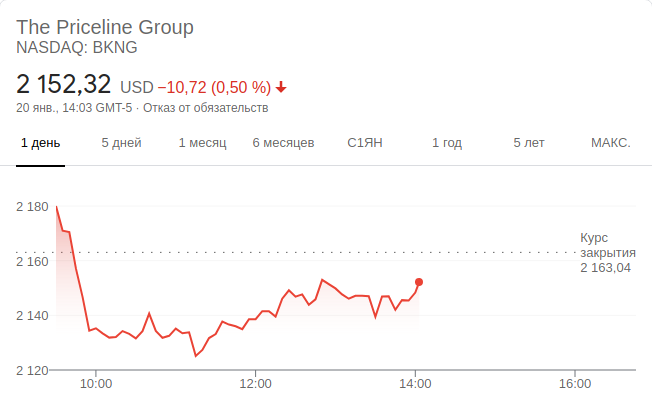 The Priceline Group
NASDAQ: BKNG
2 152,32 USD −10,72 (0,50 %)
20 янв., 14:03 GMT-5 · Отказ от обязательств
1 день 5 дней 1 месяц 6 месяцев С1ЯН 1 год 5 лет МАКС.
2 180
Курс
закрытия
2 163,04
2 160
2 140
2 120
10:00 12:00 14:00 16:00